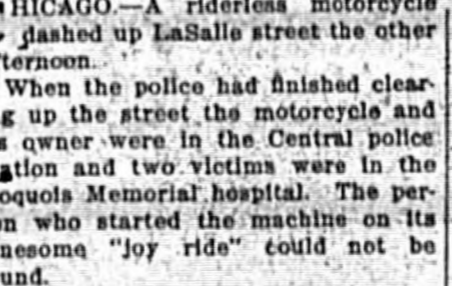 HICAGO.—A riderless motorcycle
dashed up LaSalle street the other
ternoon.
When the police had finished clear-
g up the street the motorcycle and
s owner were in the Central police
ation and two victims were in the
oquois Memorial hospital. The per-
n who started the machine on its
nesome "joy ride" could not be
und.